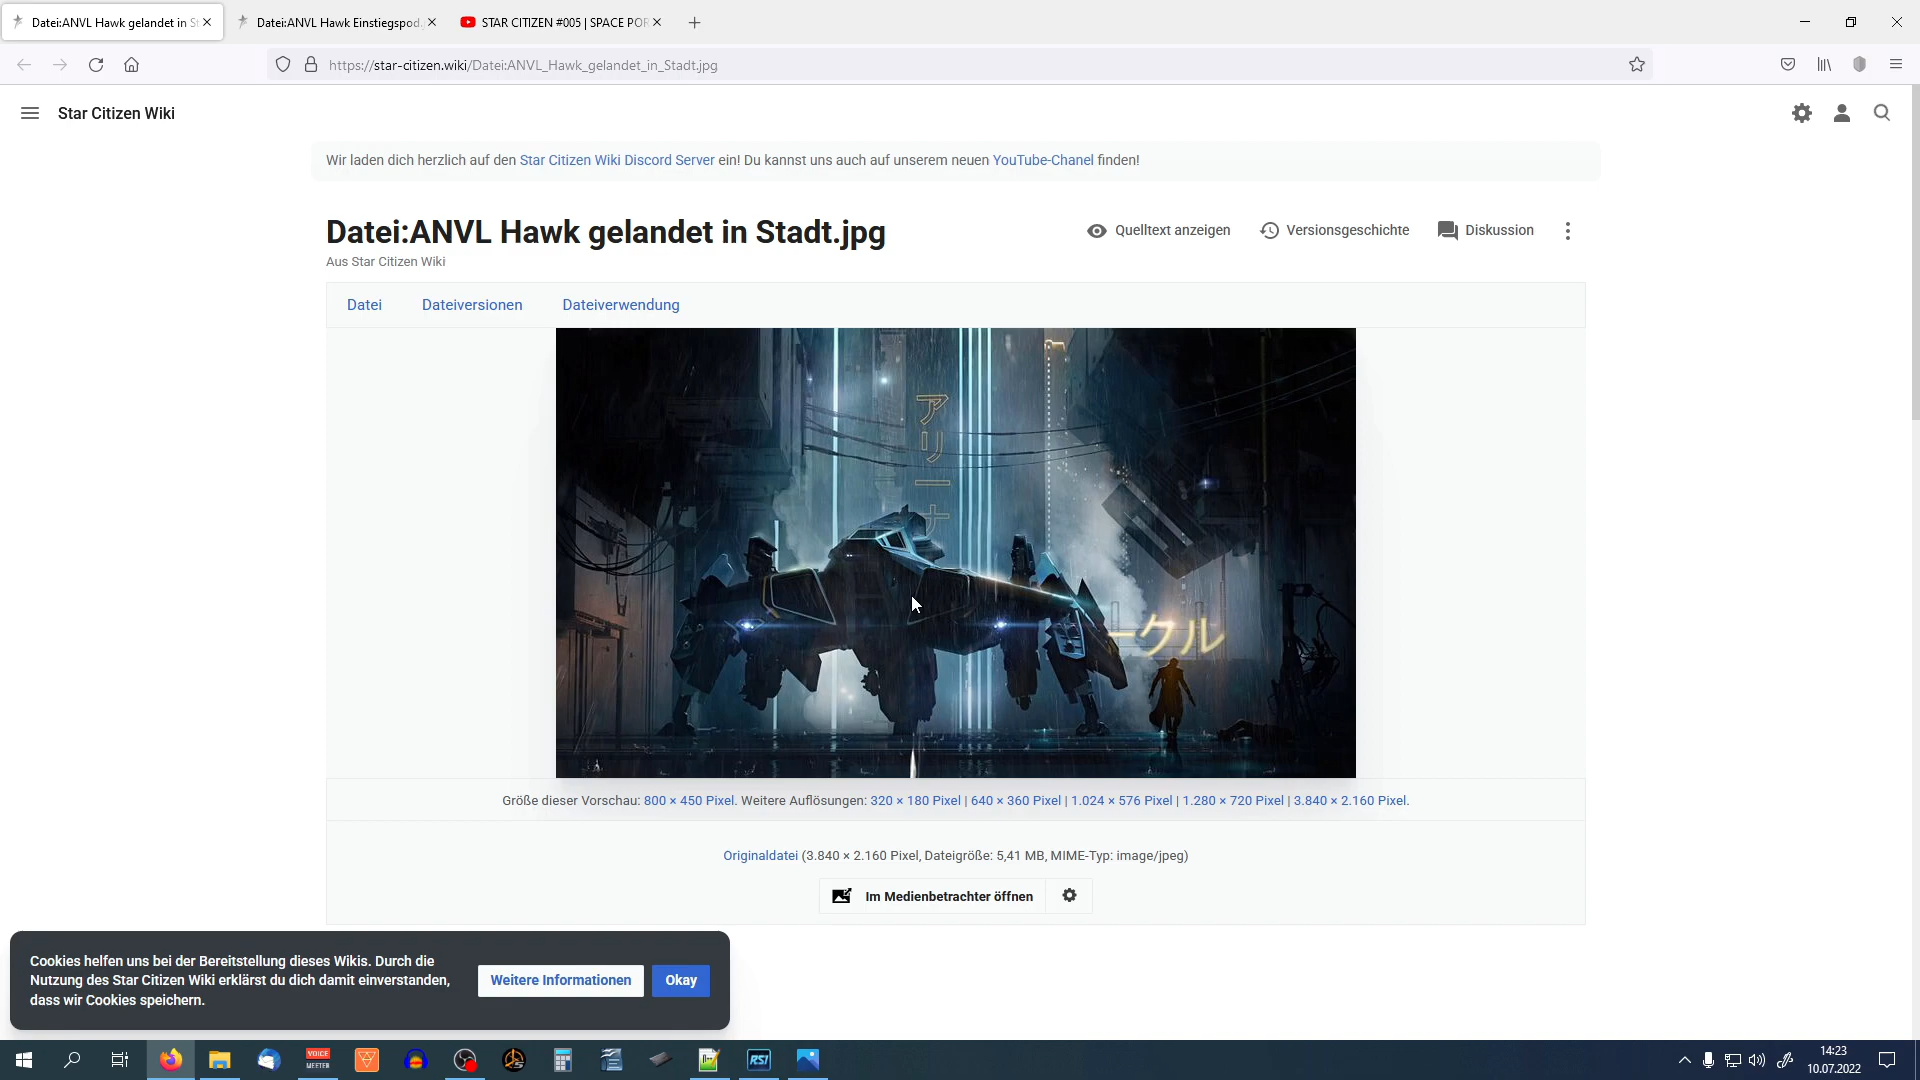 Datei:ANVL Hawk gelandet in St
Datei:ANVL Hawk Einstiegspod.
STAR CITIZEN #005 | SPACE POR
https://star-citizen.wiki/Datei:ANVL_Hawk_gelandet_in_Stadt.jpg
Star Citizen Wiki
Wir laden dich herzlich auf den Star Citizen Wiki Discord Server ein! Du kannst uns auch auf unserem neuen YouTube-Chanel finden!
Datei:ANVL Hawk gelandet in Stadt.jpg
Quelltext anzeigen
Versionsgeschichte
Diskussion
Aus Star Citizen Wiki
Datei
Dateiversionen
Dateiverwendung
アリーナ
ークル
Größe dieser Vorschau: 800 × 450 Pixel. Weitere Auflösungen: 320 × 180 Pixel | 640 × 360 Pixel | 1.024 × 576 Pixel | 1.280 × 720 Pixel | 3.840 × 2.160 Pixel.
Originaldatei (3.840 × 2.160 Pixel, Dateigröße: 5,41 MB, MIME-Typ: image/jpeg)
Im Medienbetrachter öffnen
Cookies helfen uns bei der Bereitstellung dieses Wikis. Durch die
Nutzung des Star Citizen Wiki erklärst du dich damit einverstanden,
dass wir Cookies speichern.
Weitere Informationen
Okay
VOICE
MEETER
RSI
14:23
10.07.2022